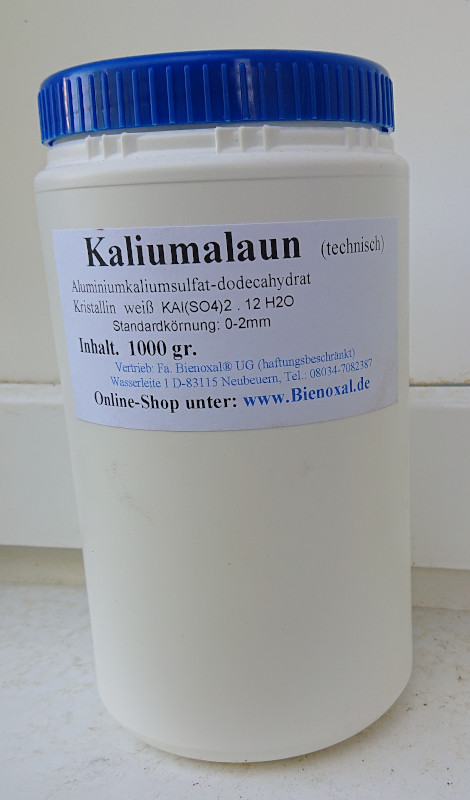 Kaliumalaun (technisch)
Aluminiumkaliumsulfat-dodecahydrat
Kristallin weiß KAl(SO4)2 . 12 H2O
Standardkörnung: 0-2mm
Inhalt. 1000 gr.
Vertrieb: Fa. Bienoxal® UG (haftungsbeschränkt)
Wasserleite 1 D-83115 Neubeuern, Tel.: 08034-7082387
Online-Shop unter: www.Bienoxal.de